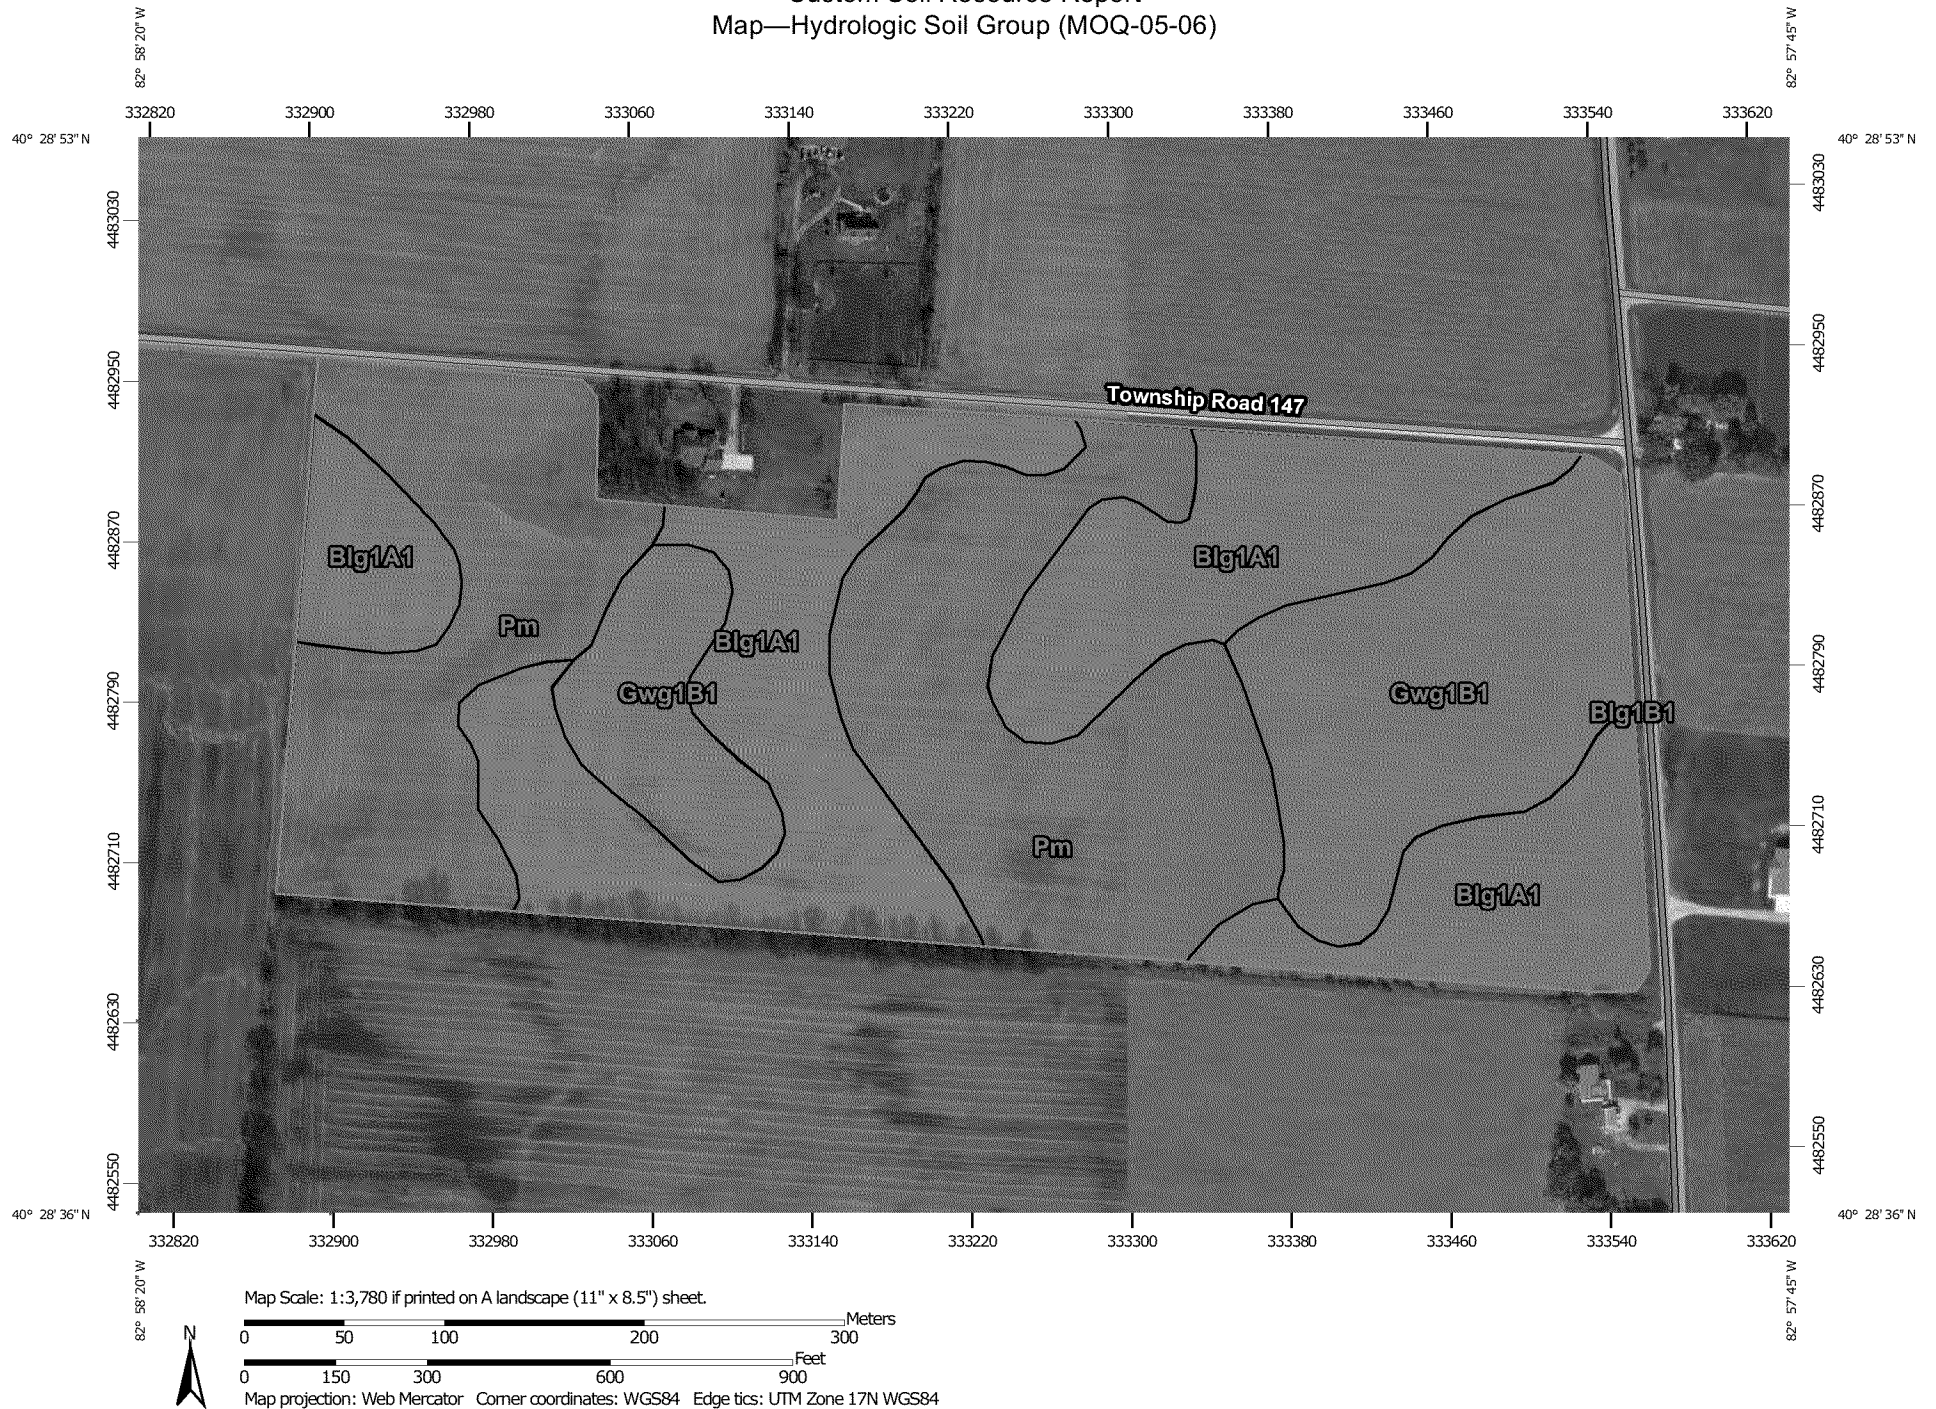 Custom Soil Resource Report
Map—Hydrologic Soil Group (MOQ-05-06)
82° 58' 20" W
82° 57' 45" W
332820 332900 332980 333060 333140 333220 333300 333380 333460 333540 333620
40° 28' 53" N
40° 28' 53" N
4483030
4483030
4482950
4482950
Township Road 147
4482870
4482870
Blg1A1
Blg1A1
Pm
Blg1A1
4482790
4482790
Gwg1B1
Gwg1B1
Blg1B1
4482710
4482710
Pm
Blg1A1
4482630
4482630
4482550
4482550
40° 28' 36" N
40° 28' 36" N
332820 332900 332980 333060 333140 333220 333300 333380 333460 333540 333620
82° 58' 20" W
82° 57' 45" W
Map Scale: 1:3,780 if printed on A landscape (11" x 8.5") sheet.
Meters
0 50 100 200 300
Feet
0 150 300 600 900
N
Map projection: Web Mercator Corner coordinates: WGS84 Edge tics: UTM Zone 17N WGS84